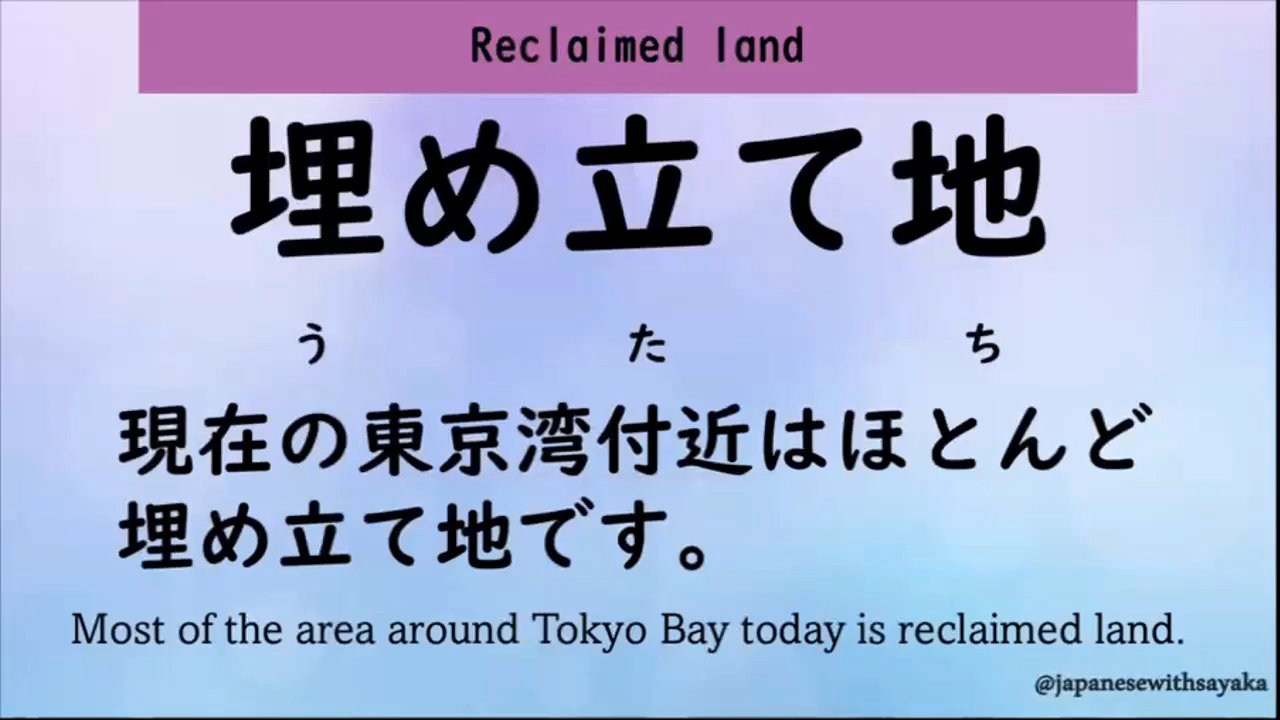 Reclaimed land
埋め立て地
う た ち
現在の東京湾付近はほとんど
埋め立て地です。
Most of the area around Tokyo Bay today is reclaimed land.
@japanesewithsayaka